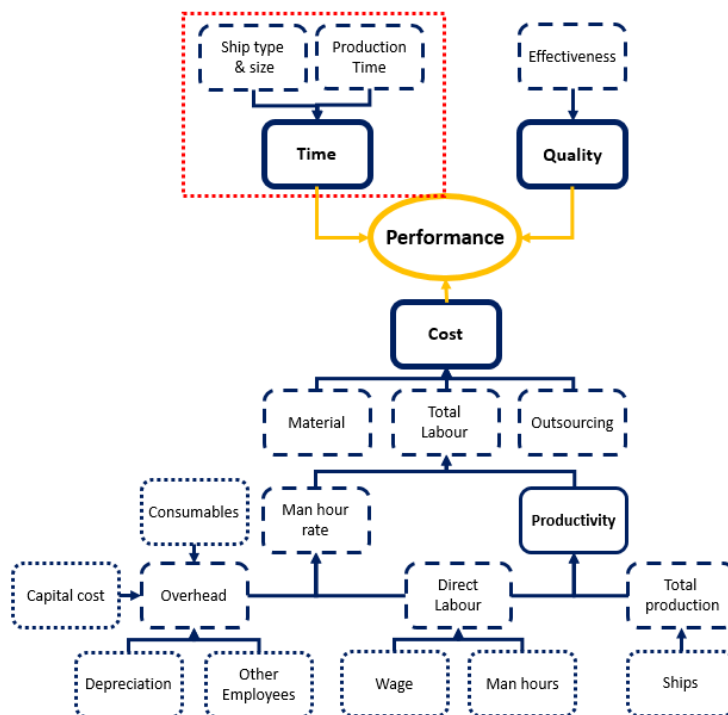 Ship type
& size
Production
Time
Effectiveness
Time
Quality
Performance
Cost
Material
Total
Labour
Outsourcing
Consumables
Man hour
rate
Productivity
Capital cost
Overhead
Direct
Labour
Total
production
Depreciation
Other
Employees
Wage
Man hours
Ships